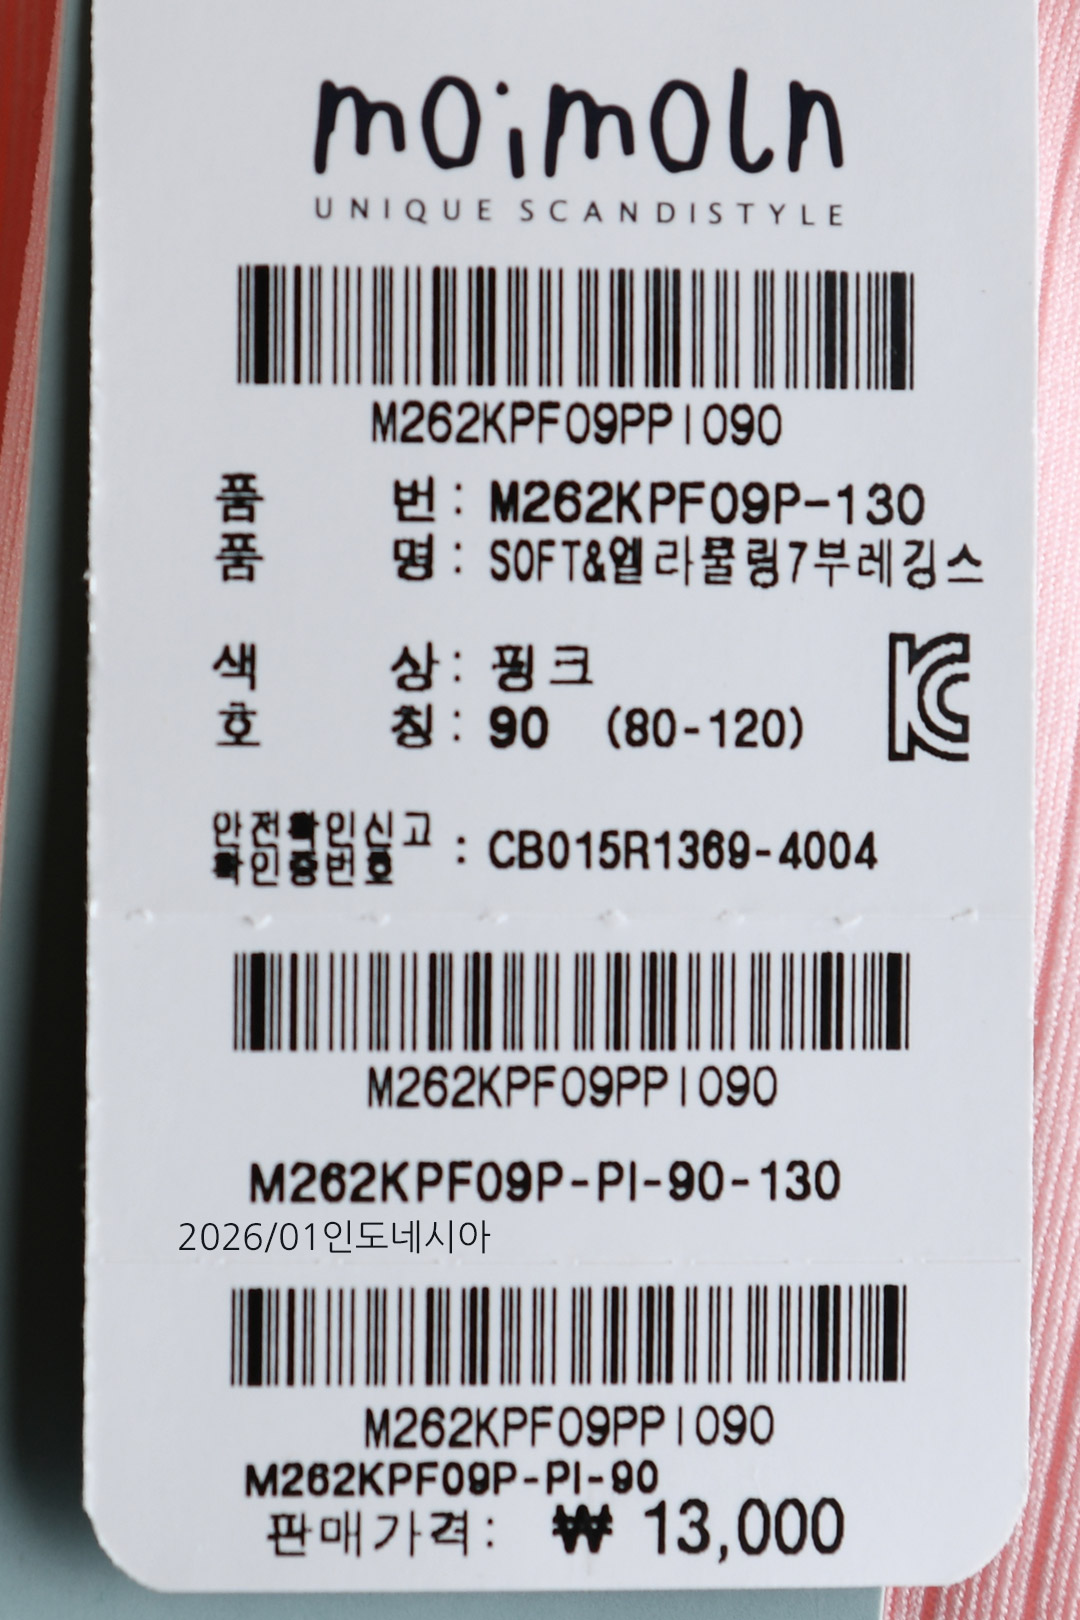 moimoln
UNIQUE SCANDISTYLE
M262KPF09PPI090
품 번 : M262KPF09P-130
품 명 : SOFT&엘라물링7부레깅스
색 상 : 핑크
호 칭 : 90 (80-120)
안전확인신고
확인증번호 : CB015R1369-4004
M262KPF09PPI090
M262KPF09P-PI-90-130
2026/01인도네시아
M262KPF09PPI090
M262KPF09P-PI-90
판매가격: ₩ 13,000